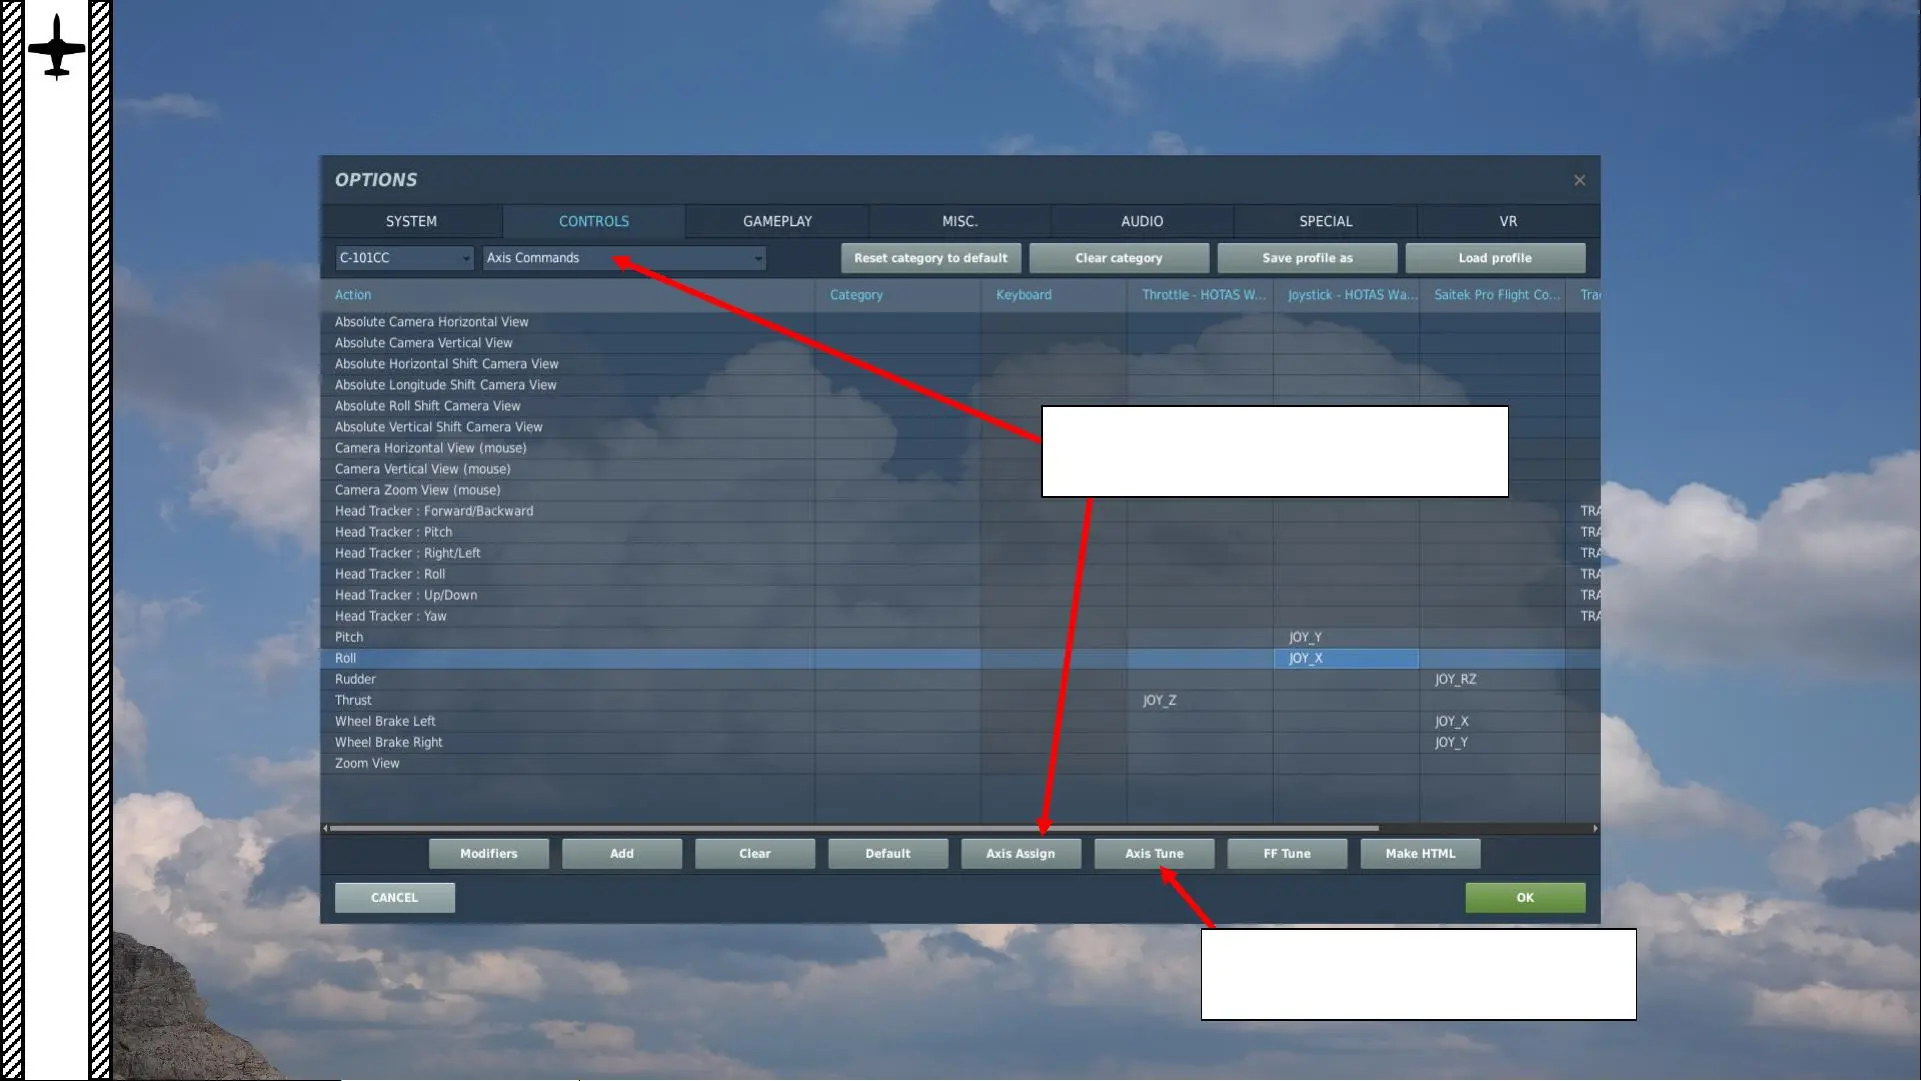 OPTIONS
SYSTEM CONTROLS GAMEPLAY MISC. AUDIO SPECIAL VR
C-101CC Axis Commands Reset category to default Clear category Save profile as Load profile
Action Category Keyboard Throttle - HOTAS W... Joystick - HOTAS Wa... Saitek Pro Flight Co... Tra
Absolute Camera Horizontal View
Absolute Camera Vertical View
Absolute Horizontal Shift Camera View
Absolute Longitude Shift Camera View
Absolute Roll Shift Camera View
Absolute Vertical Shift Camera View
Camera Horizontal View (mouse)
Camera Vertical View (mouse)
Camera Zoom View (mouse)
Head Tracker : Forward/Backward TRA
Head Tracker : Pitch TRA
Head Tracker : Right/Left TRA
Head Tracker : Roll TRA
Head Tracker : Up/Down TRA
Head Tracker : Yaw TRA
Pitch JOY_Y
Roll JOY_X
Rudder JOY_RZ
Thrust JOY_Z
Wheel Brake Left JOY_X
Wheel Brake Right JOY_Y
Zoom View
Modifiers Add Clear Default Axis Assign Axis Tune FF Tune Make HTML
CANCEL OK